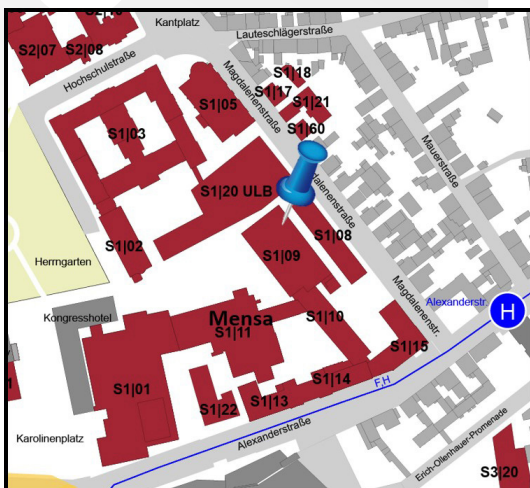 Kantplatz
Lauteschlägerstraße
S2|07
S2|08
Hochschulstraße
Magdalenenstraße
S1|18
S1|17
S1|05
S1|21
S1|03
S1|60
Mauerstraße
S1|20 ULB
dalenenstraße
S1|02
S1|08
Herrngarten
S1|09
Magdalenenstr.
Alexanderstr.
H
Kongresshotel
Mensa
S1|10
S1|11
S1|15
S1|01
S1|14
F,H
S1|22
S1|13
Karolinenplatz
Alexanderstraße
Erich-Ollenhauer-Promenade
S3|20